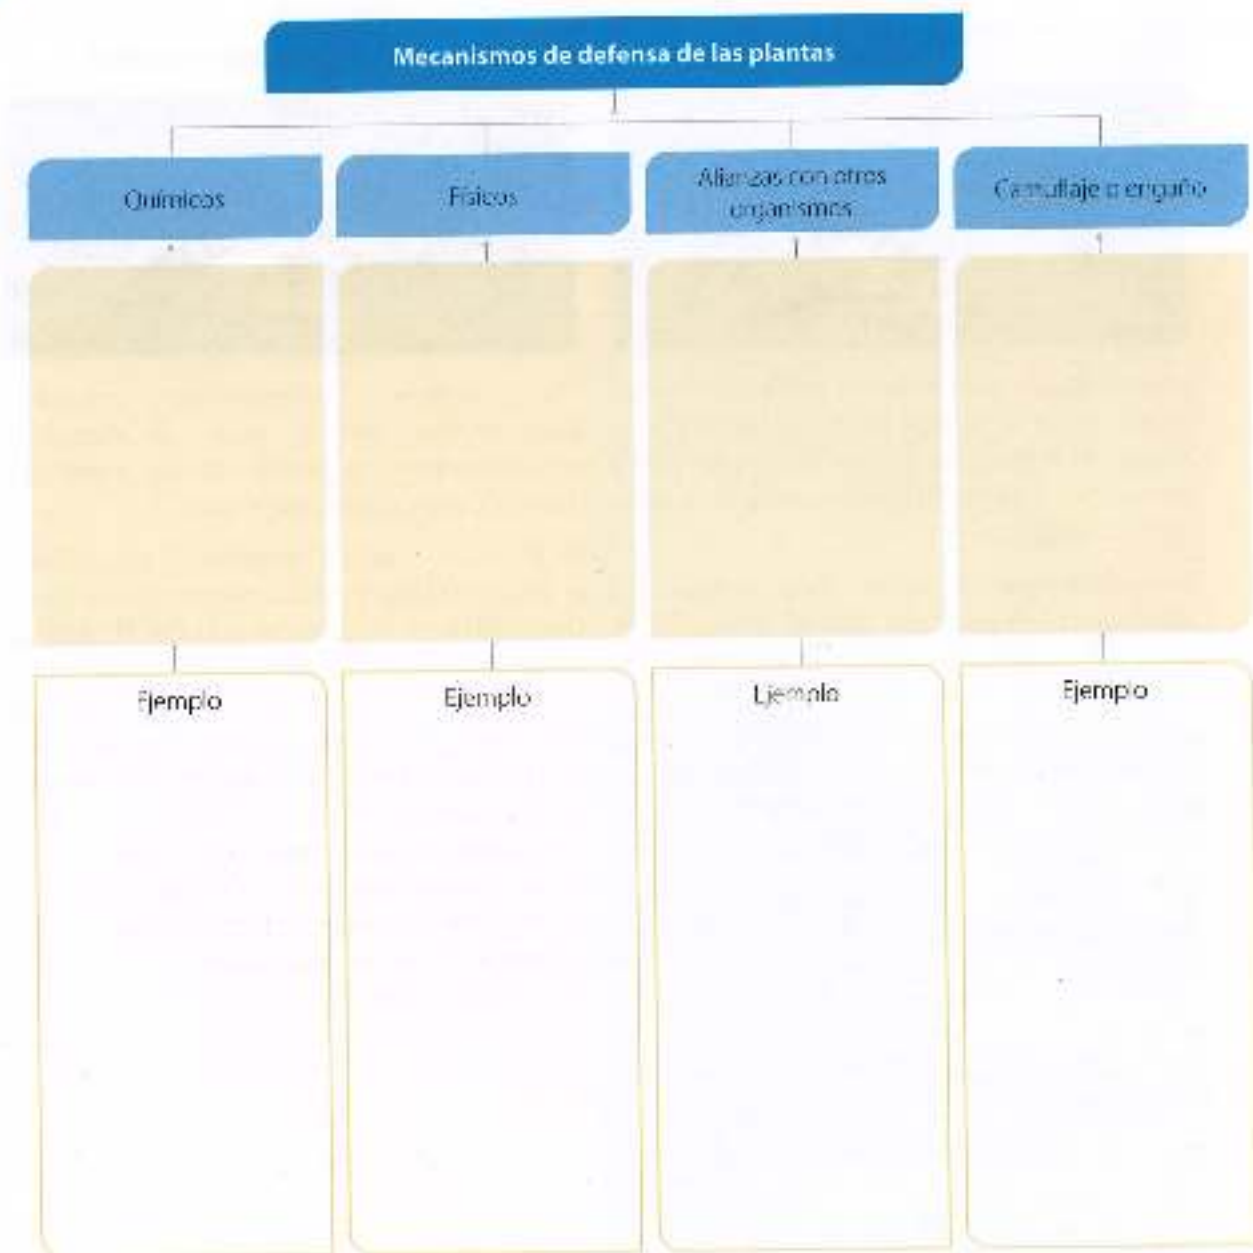 Mecanismos de defensa de las plantas
Químicos
Físicos
Alianzas con otros
organismos
Camuflaje o engaño
Ejemplo
Ejemplo
Ejemplo
Ejemplo